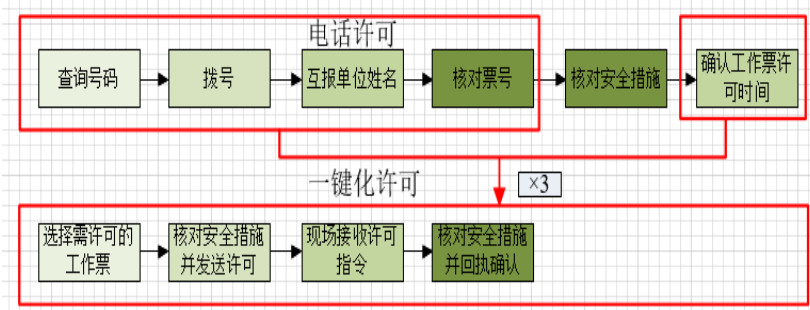 电话许可
查询号码
拨号
互报单位姓名
核对票号
核对安全措施
确认工作票许
可时间
一键化许可
×3
选择需许可的
工作票
核对安全措施
并发送许可
现场接收许可
指令
核对安全措施
并回执确认